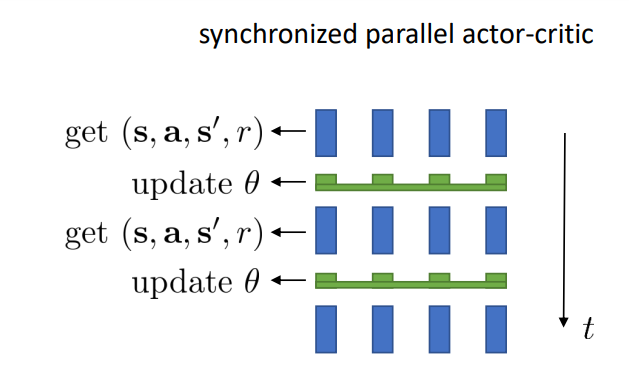 synchronized parallel actor-critic
get (s, a, s′, r)
update θ
get (s, a, s′, r)
update θ
t